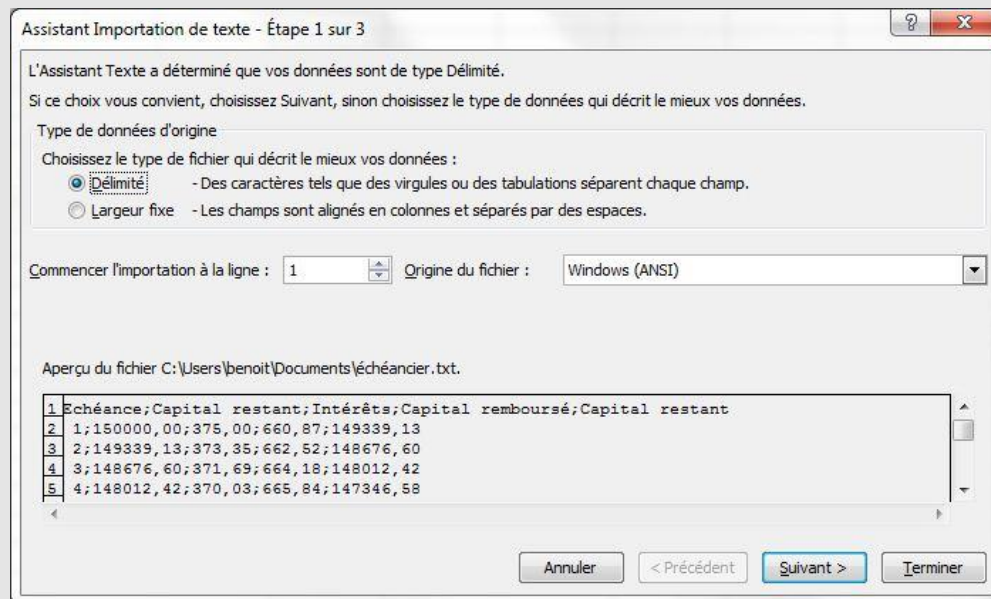 Assistant Importation de texte - Étape 1 sur 3
L'Assistant Texte a déterminé que vos données sont de type Délimité.
Si ce choix vous convient, choisissez Suivant, sinon choisissez le type de données qui décrit le mieux vos données.
Type de données d'origine
Choisissez le type de fichier qui décrit le mieux vos données :
Délimité - Des caractères tels que des virgules ou des tabulations séparent chaque champ.
Largeur fixe - Les champs sont alignés en colonnes et séparés par des espaces.
Commencer l'importation à la ligne : 1 Origine du fichier : Windows (ANSI)
Aperçu du fichier C:\Users\benoit\Documents\échéancier.txt.
1 Echéance;Capital restant;Intérêts;Capital remboursé;Capital restant
2 1;150000,00;375,00;660,87;149339,13
3 2;149339,13;373,35;662,52;148676,60
4 3;148676,60;371,69;664,18;148012,42
5 4;148012,42;370,03;665,84;147346,58
Annuler < Précédent Suivant > Terminer